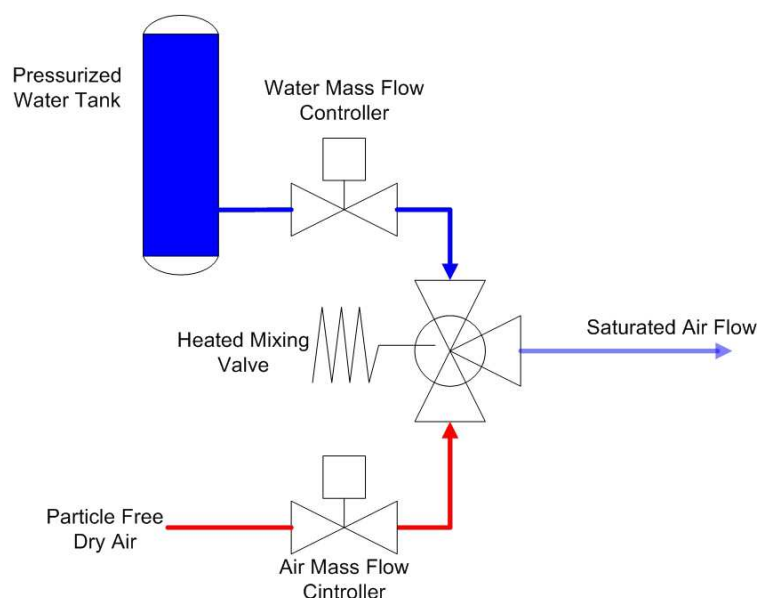 Pressurized
Water Tank
Water Mass Flow
Controller
Heated Mixing
Valve
Saturated Air Flow
Particle Free
Dry Air
Air Mass Flow
Cintroller